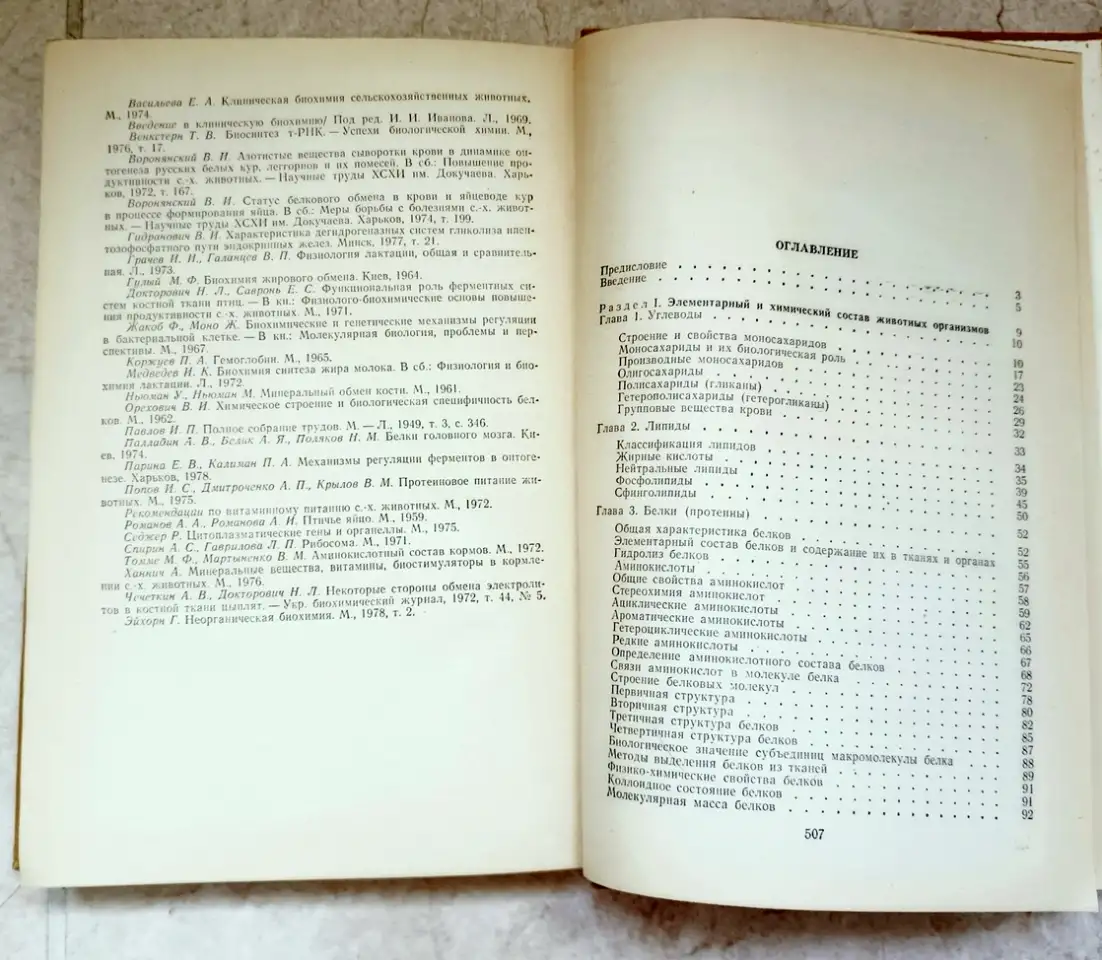 Васильева Е. А. Клиническая биохимия сельскохозяйственных животных.
М., 1974.
Введение в клиническую биохимию/ Под ред. И. И. Иванова. Л., 1969.
Венкстерн Т. В. Биосинтез т-РНК. — Успехи биологической химии. М.,
1976, т. 17.
Воронянский В. И. Азотистые вещества сыворотки крови в динамике он-
тогенеза русских белых кур, леггорнов и их помесей. В сб.: Повышение про-
дуктивности с.-х. животных. — Научные труды ХСХИ им. Докучаева. Харь-
ков, 1972, т. 167.
Воронянский В. И. Статус белкового обмена в крови и яйцеводе кур
в процессе формирования яйца. В сб.: Меры борьбы с болезнями с.-х. живот-
ных. — Научные труды ХСХИ им. Докучаева. Харьков, 1974, т. 199.
Гидранович В. И. Характеристика дегидрогеназных систем гликолиза и пен-
тозофосфатного пути эндокринных желез. Минск, 1977, т. 21.
Грачев И. И., Галанцев В. П. Физиология лактации, общая и сравнитель-
ная. Л., 1973.
Гулый М. Ф. Биохимия жирового обмена. Киев, 1964.
Докторович Н. Л., Савронь Е. С. Функциональная роль ферментных си-
стем костной ткани птиц. — В кн.: Физиолого-биохимические основы повыше-
ния продуктивности с.-х. животных. М., 1971.
Жакоб Ф., Моно Ж. Биохимические и генетические механизмы регуляции
в бактериальной клетке. — В кн.: Молекулярная биология, проблемы и пер-
спективы. М., 1967.
Коржуев П. А. Гемоглобин. М., 1965.
Медведев И. К. Биохимия синтеза жира молока. В сб.: Физиология и био-
химия лактации. Л., 1972.
Ньюман У., Ньюман М. Минеральный обмен кости. М., 1961.
Орехович В. И. Химическое строение и биологическая специфичность бел-
ков. М., 1962.
Павлов И. П. Полное собрание трудов. М. — Л., 1949, т. 3, с. 346.
Палладин А. В., Белик А. Я., Поляков Н. М. Белки головного мозга. Ки-
ев, 1974.
Парина Е. В., Калиман П. А. Механизмы регуляции ферментов в онтоге-
незе. Харьков, 1978.
Попов И. С., Дмитроченко А. П., Крылов В. М. Протеиновое питание жи-
вотных. М., 1975.
Рекомендации по витаминному питанию с.-х. животных. М., 1972.
Романов А. А., Романова А. И. Птичье яйцо. М., 1959.
Седжер Р. Цитоплазматические гены и органеллы. М., 1975.
Спирин А. С., Гаврилова Л. П. Рибосома. М., 1971.
Томмэ М. Ф., Мартыненко В. М. Аминокислотный состав кормов. М., 1972.
Хеннич А. Минеральные вещества, витамины, биостимуляторы в кормле-
нии с.-х. животных. М., 1976.
Чечеткин А. В., Докторович Н. Л. Некоторые стороны обмена электроли-
тов в костной ткани цыплят. — Укр. биохимический журнал, 1972, т. 44, № 5.
Эйхорн Г. Неорганическая биохимия. М., 1978, т. 2.
ОГЛАВЛЕНИЕ
Предисловие 3
Введение 5
Раздел I. Элементарный и химический состав животных организмов 9
Глава 1. Углеводы 10
Строение и свойства моносахаридов 10
Моносахариды и их биологическая роль 17
Производные моносахаридов 23
Олигосахариды 24
Полисахариды (гликаны) 26
Гетерополисахариды (гетерогликаны) 29
Групповые вещества крови 32
Глава 2. Липиды 33
Классификация липидов 34
Жирные кислоты 35
Нейтральные липиды 39
Фосфолипиды 45
Сфинголипиды 50
Глава 3. Белки (протеины) 52
Общая характеристика белков 52
Элементарный состав белков и содержание их в тканях и органах 55
Гидролиз белков 56
Аминокислоты 57
Общие свойства аминокислот 58
Стереохимия аминокислот 59
Ациклические аминокислоты 62
Ароматические аминокислоты 65
Гетероциклические аминокислоты 66
Редкие аминокислоты 67
Определение аминокислотного состава белков 68
Связи аминокислот в молекуле белка 72
Строение белковых молекул 78
Первичная структура 80
Вторичная структура 82
Третичная структура белков 85
Четвертичная структура белков 87
Биологическое значение субъединиц макромолекулы белка 88
Методы выделения белков из тканей 89
Физико-химические свойства белков 91
Коллоидное состояние белков 91
Молекулярная масса белков 92
507